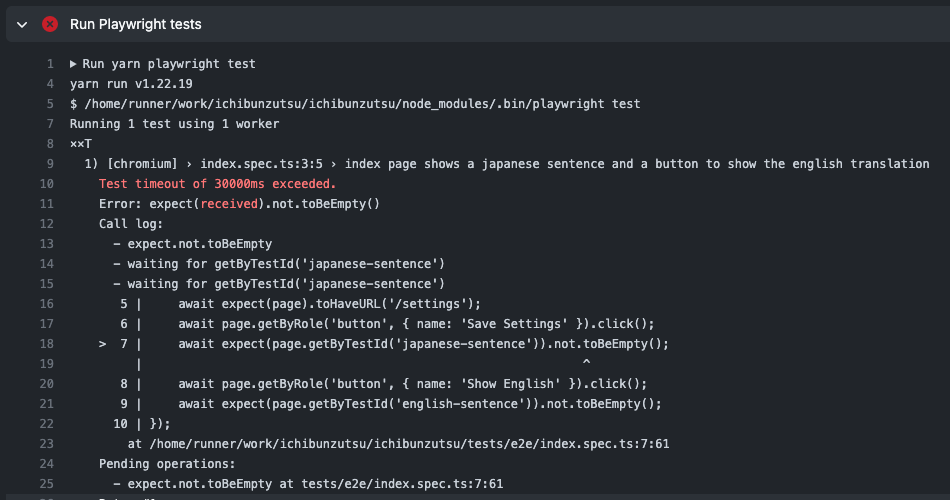 Run Playwright tests
1 ▶ Run yarn playwright test
4 yarn run v1.22.19
5 $ /home/runner/work/ichibunzutsu/ichibunzutsu/node_modules/.bin/playwright test
7 Running 1 test using 1 worker
8 ××T
9 1) [chromium] › index.spec.ts:3:5 › index page shows a japanese sentence and a button to show the english translation
10 Test timeout of 30000ms exceeded.
11 Error: expect(received).not.toBeEmpty()
12 Call log:
13 - expect.not.toBeEmpty
14 - waiting for getByTestId('japanese-sentence')
15 - waiting for getByTestId('japanese-sentence')
16 5 | await expect(page).toHaveURL('/settings');
17 6 | await page.getByRole('button', { name: 'Save Settings' }).click();
18 > 7 | await expect(page.getByTestId('japanese-sentence')).not.toBeEmpty();
19 | ^
20 8 | await page.getByRole('button', { name: 'Show English' }).click();
21 9 | await expect(page.getByTestId('english-sentence')).not.toBeEmpty();
22 10 | });
23 at /home/runner/work/ichibunzutsu/ichibunzutsu/tests/e2e/index.spec.ts:7:61
24 Pending operations:
25 - expect.not.toBeEmpty at tests/e2e/index.spec.ts:7:61